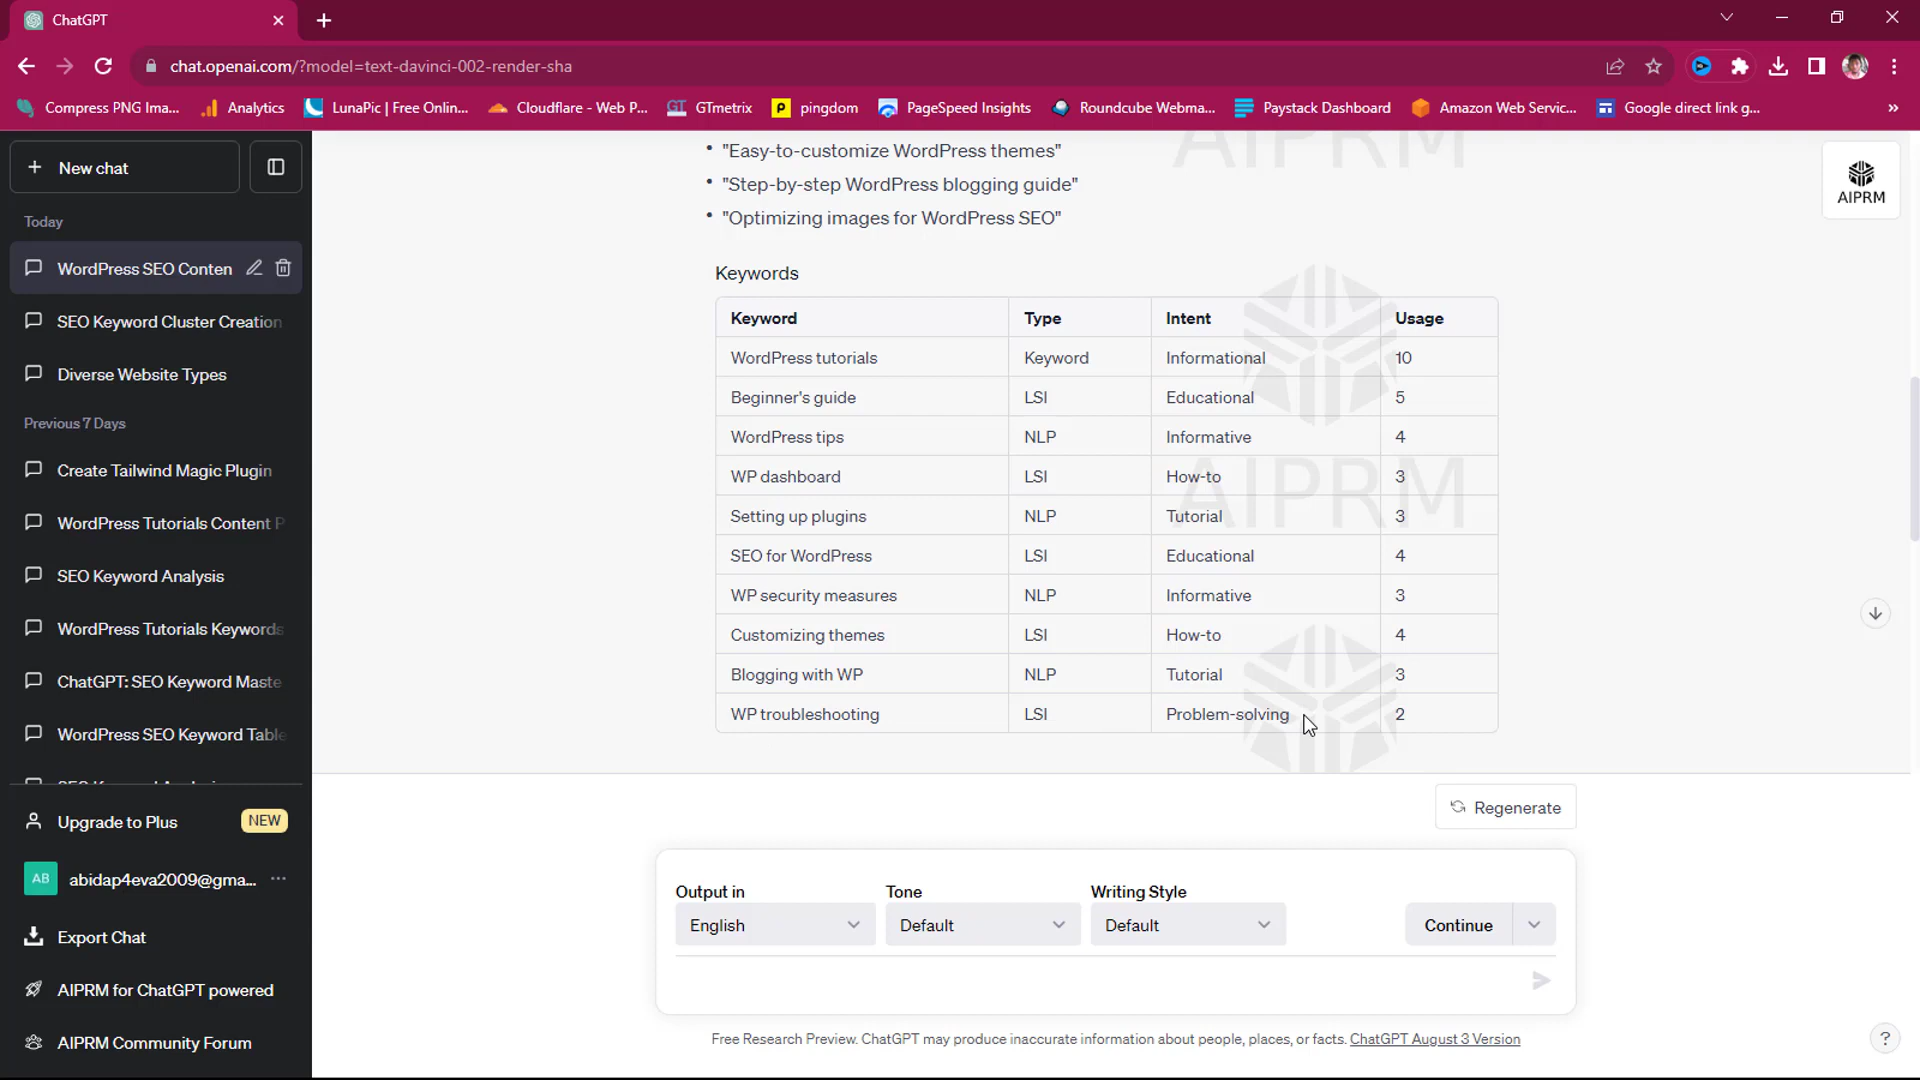 ChatGPT
chat.openai.com/?model=text-davinci-002-render-sha
Compress PNG Ima...
Analytics
LunaPic | Free Onlin...
Cloudflare - Web P...
GT
GTmetrix
pingdom
PageSpeed Insights
Roundcube Webma...
Paystack Dashboard
Amazon Web Servic...
Google direct link g...
New chat
Today
WordPress SEO Conten
SEO Keyword Cluster Creation
Diverse Website Types
Previous 7 Days
Create Tailwind Magic Plugin
WordPress Tutorials Content P
SEO Keyword Analysis
WordPress Tutorials Keywords
ChatGPT: SEO Keyword Maste
WordPress SEO Keyword Table
Upgrade to Plus
NEW
AB
abidap4eva2009@gma...
Export Chat
AIPRM for ChatGPT powered
AIPRM Community Forum
AIPRM
• "Easy-to-customize WordPress themes"
• "Step-by-step WordPress blogging guide"
• "Optimizing images for WordPress SEO"
AIPRM
Keywords
Keyword Type Intent Usage
WordPress tutorials Keyword Informational 10
Beginner's guide LSI Educational 5
WordPress tips NLP Informative 4
WP dashboard LSI How-to 3
AIPRM
Setting up plugins NLP Tutorial 3
SEO for WordPress LSI Educational 4
WP security measures NLP Informative 3
Customizing themes LSI How-to 4
Blogging with WP NLP Tutorial 3
WP troubleshooting LSI Problem-solving 2
Regenerate
Output in
English
Tone
Default
Writing Style
Default
Continue
Free Research Preview. ChatGPT may produce inaccurate information about people, places, or facts. ChatGPT August 3 Version
?